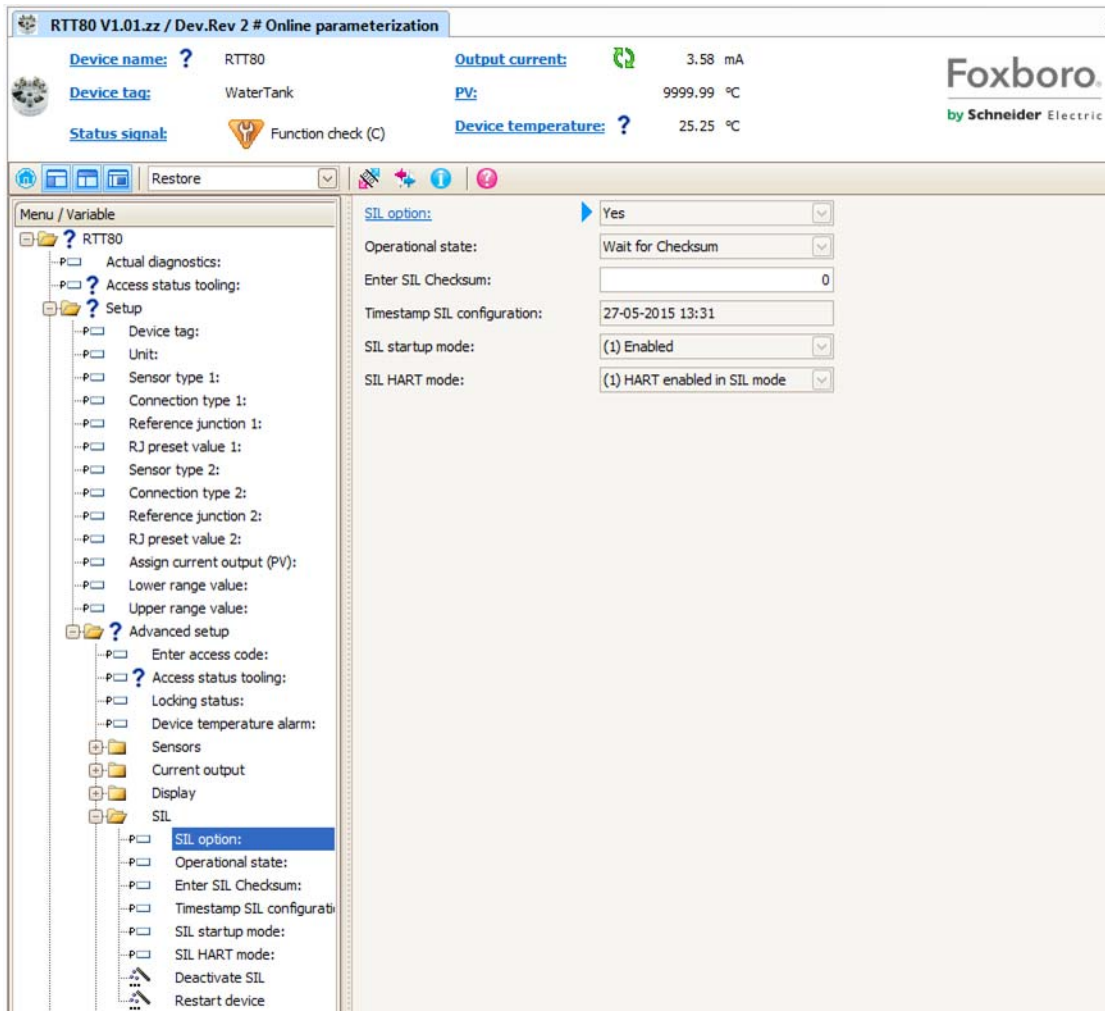 RTT80 V1.01.zz / Dev.Rev 2 # Online parameterization
Device name: ? RTT80 Output current: 3.58 mA
Device tag: WaterTank PV: 9999.99 °C
Status signal: Function check (C) Device temperature: ? 25.25 °C
Foxboro®
by Schneider Electric
Restore
Menu / Variable
? RTT80
Actual diagnostics:
? Access status tooling:
? Setup
Device tag:
Unit:
Sensor type 1:
Connection type 1:
Reference junction 1:
RJ preset value 1:
Sensor type 2:
Connection type 2:
Reference junction 2:
RJ preset value 2:
Assign current output (PV):
Lower range value:
Upper range value:
? Advanced setup
Enter access code:
? Access status tooling:
Locking status:
Device temperature alarm:
Sensors
Current output
Display
SIL
SIL option:
Operational state:
Enter SIL Checksum:
Timestamp SIL configurati
SIL startup mode:
SIL HART mode:
Deactivate SIL
Restart device
SIL option: Yes
Operational state: Wait for Checksum
Enter SIL Checksum: 0
Timestamp SIL configuration: 27-05-2015 13:31
SIL startup mode: (1) Enabled
SIL HART mode: (1) HART enabled in SIL mode